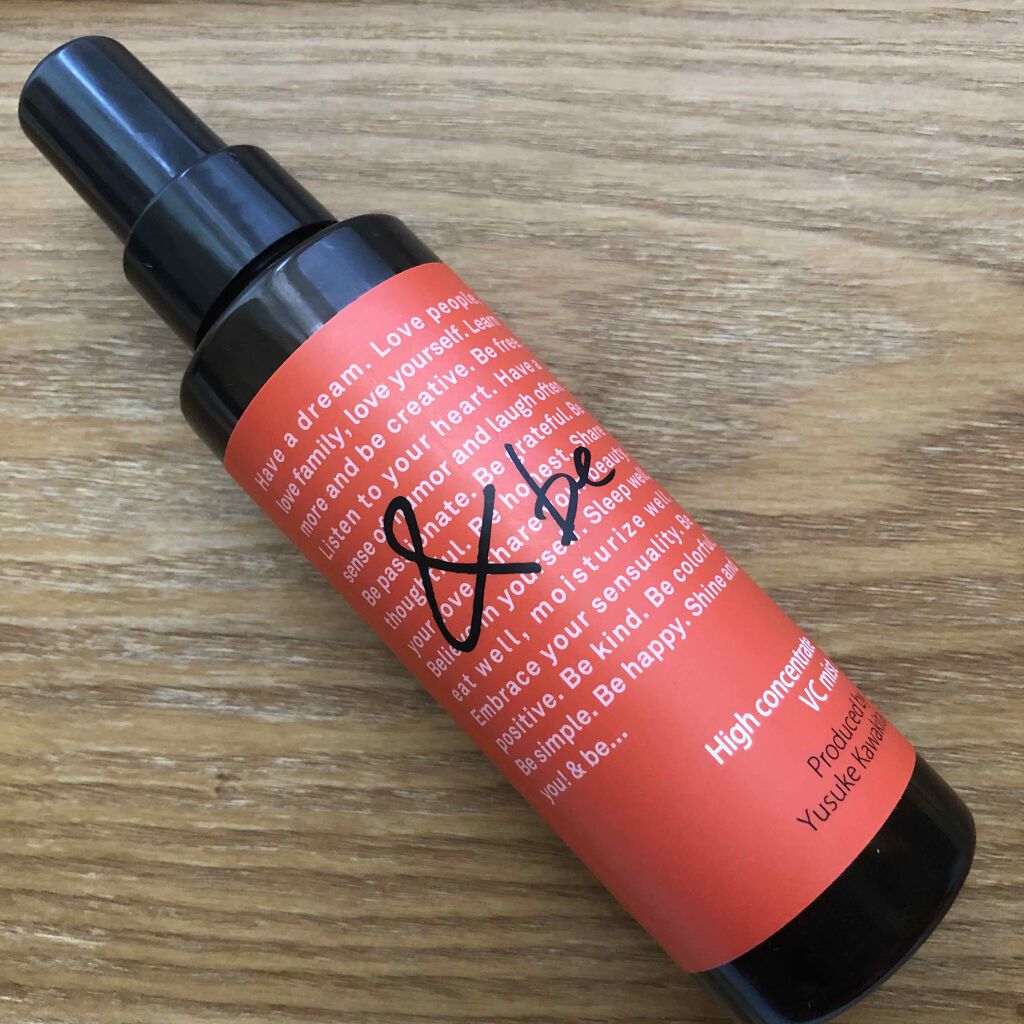 Have a dream. Love people,
love family, love yourself. Learn
more and be creative. Be free.
Listen to your heart. Have a
sense of humor and laugh often.
Be passionate. Be grateful. Be
thoughtful. Be honest. Share
your love. Share your beauty.
Believe in yourself. Sleep well,
eat well, moisturize well.
Embrace your sensuality. Be
positive. Be kind. Be colorful.
Be simple. Be happy. Shine and
you! & be...
& be
High concentrate
VC mist
Produced by
Yusuke Kawakita